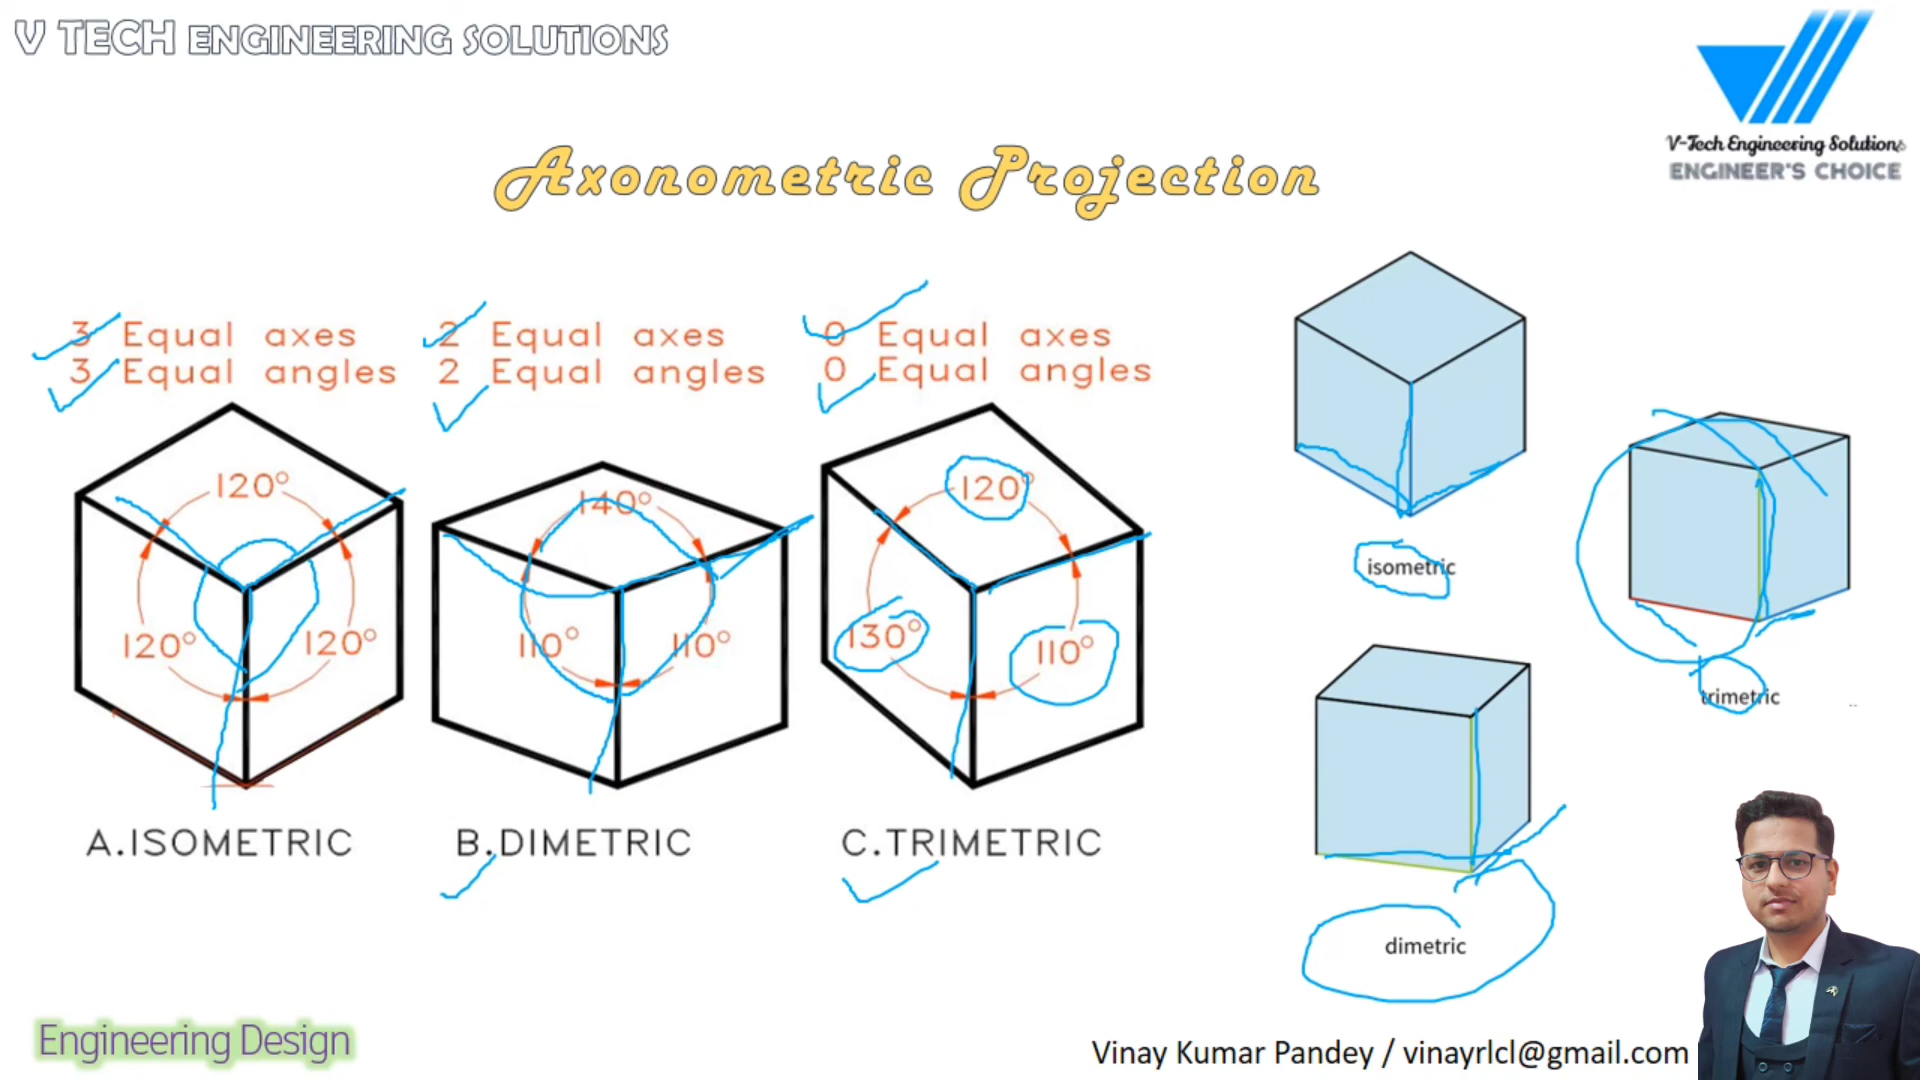 V TECH ENGINEERING SOLUTIONS
V-Tech Engineering Solutions
ENGINEER'S CHOICE
Axonometric Projection
3 Equal axes
3 Equal angles
2 Equal axes
2 Equal angles
0 Equal axes
0 Equal angles
120°
120°
120°
140°
110°
110°
120°
130°
110°
A.ISOMETRIC
B.DIMETRIC
C.TRIMETRIC
isometric
trimetric
dimetric
Engineering Design
Vinay Kumar Pandey / vinayrlcl@gmail.com